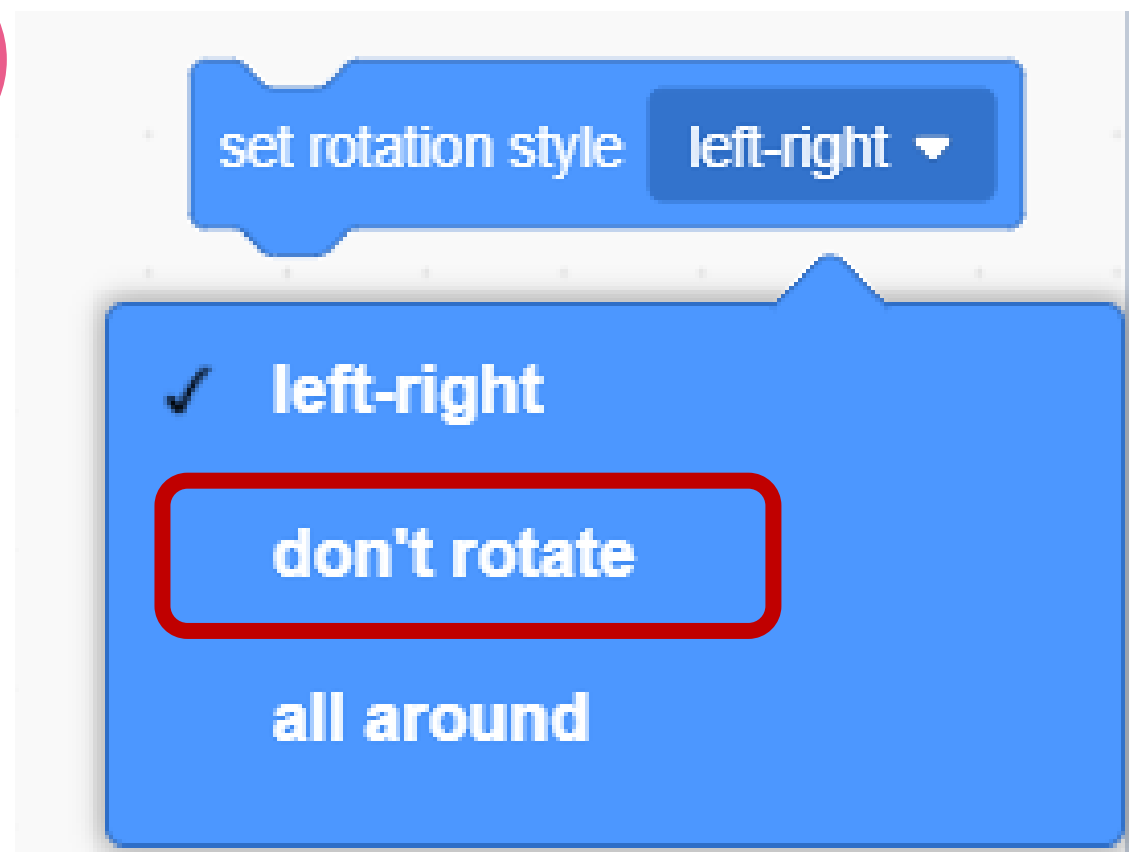 set rotation style left-right
left-right
don't rotate
all around